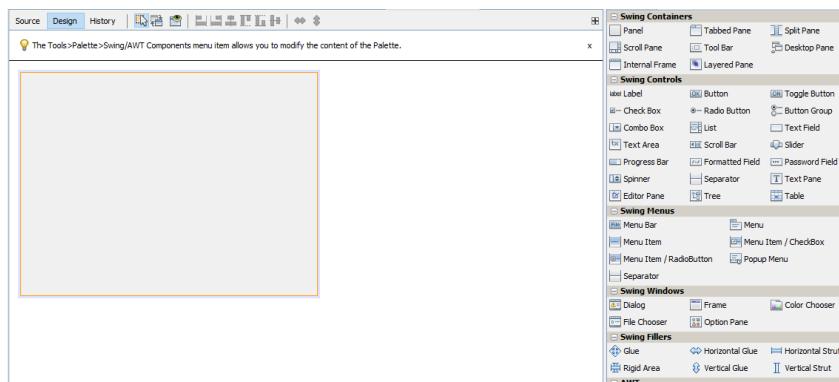 Source Design History
The Tools>Palette>Swing/AWT Components menu item allows you to modify the content of the Palette. x
Swing Containers
Panel Tabbed Pane Split Pane
Scroll Pane Tool Bar Desktop Pane
Internal Frame Layered Pane
Swing Controls
label Label OK Button ON Toggle Button
Check Box Radio Button Button Group
Combo Box List Text Field
Text Area Scroll Bar Slider
Progress Bar Formatted Field Password Field
Spinner Separator T Text Pane
Editor Pane Tree Table
Swing Menus
Menu Bar Menu
Menu Item Menu Item / CheckBox
Menu Item / RadioButton Popup Menu
Separator
Swing Windows
Dialog Frame Color Chooser
File Chooser Option Pane
Swing Fillers
Glue Horizontal Glue Horizontal Strut
Rigid Area Vertical Glue Vertical Strut
AWT